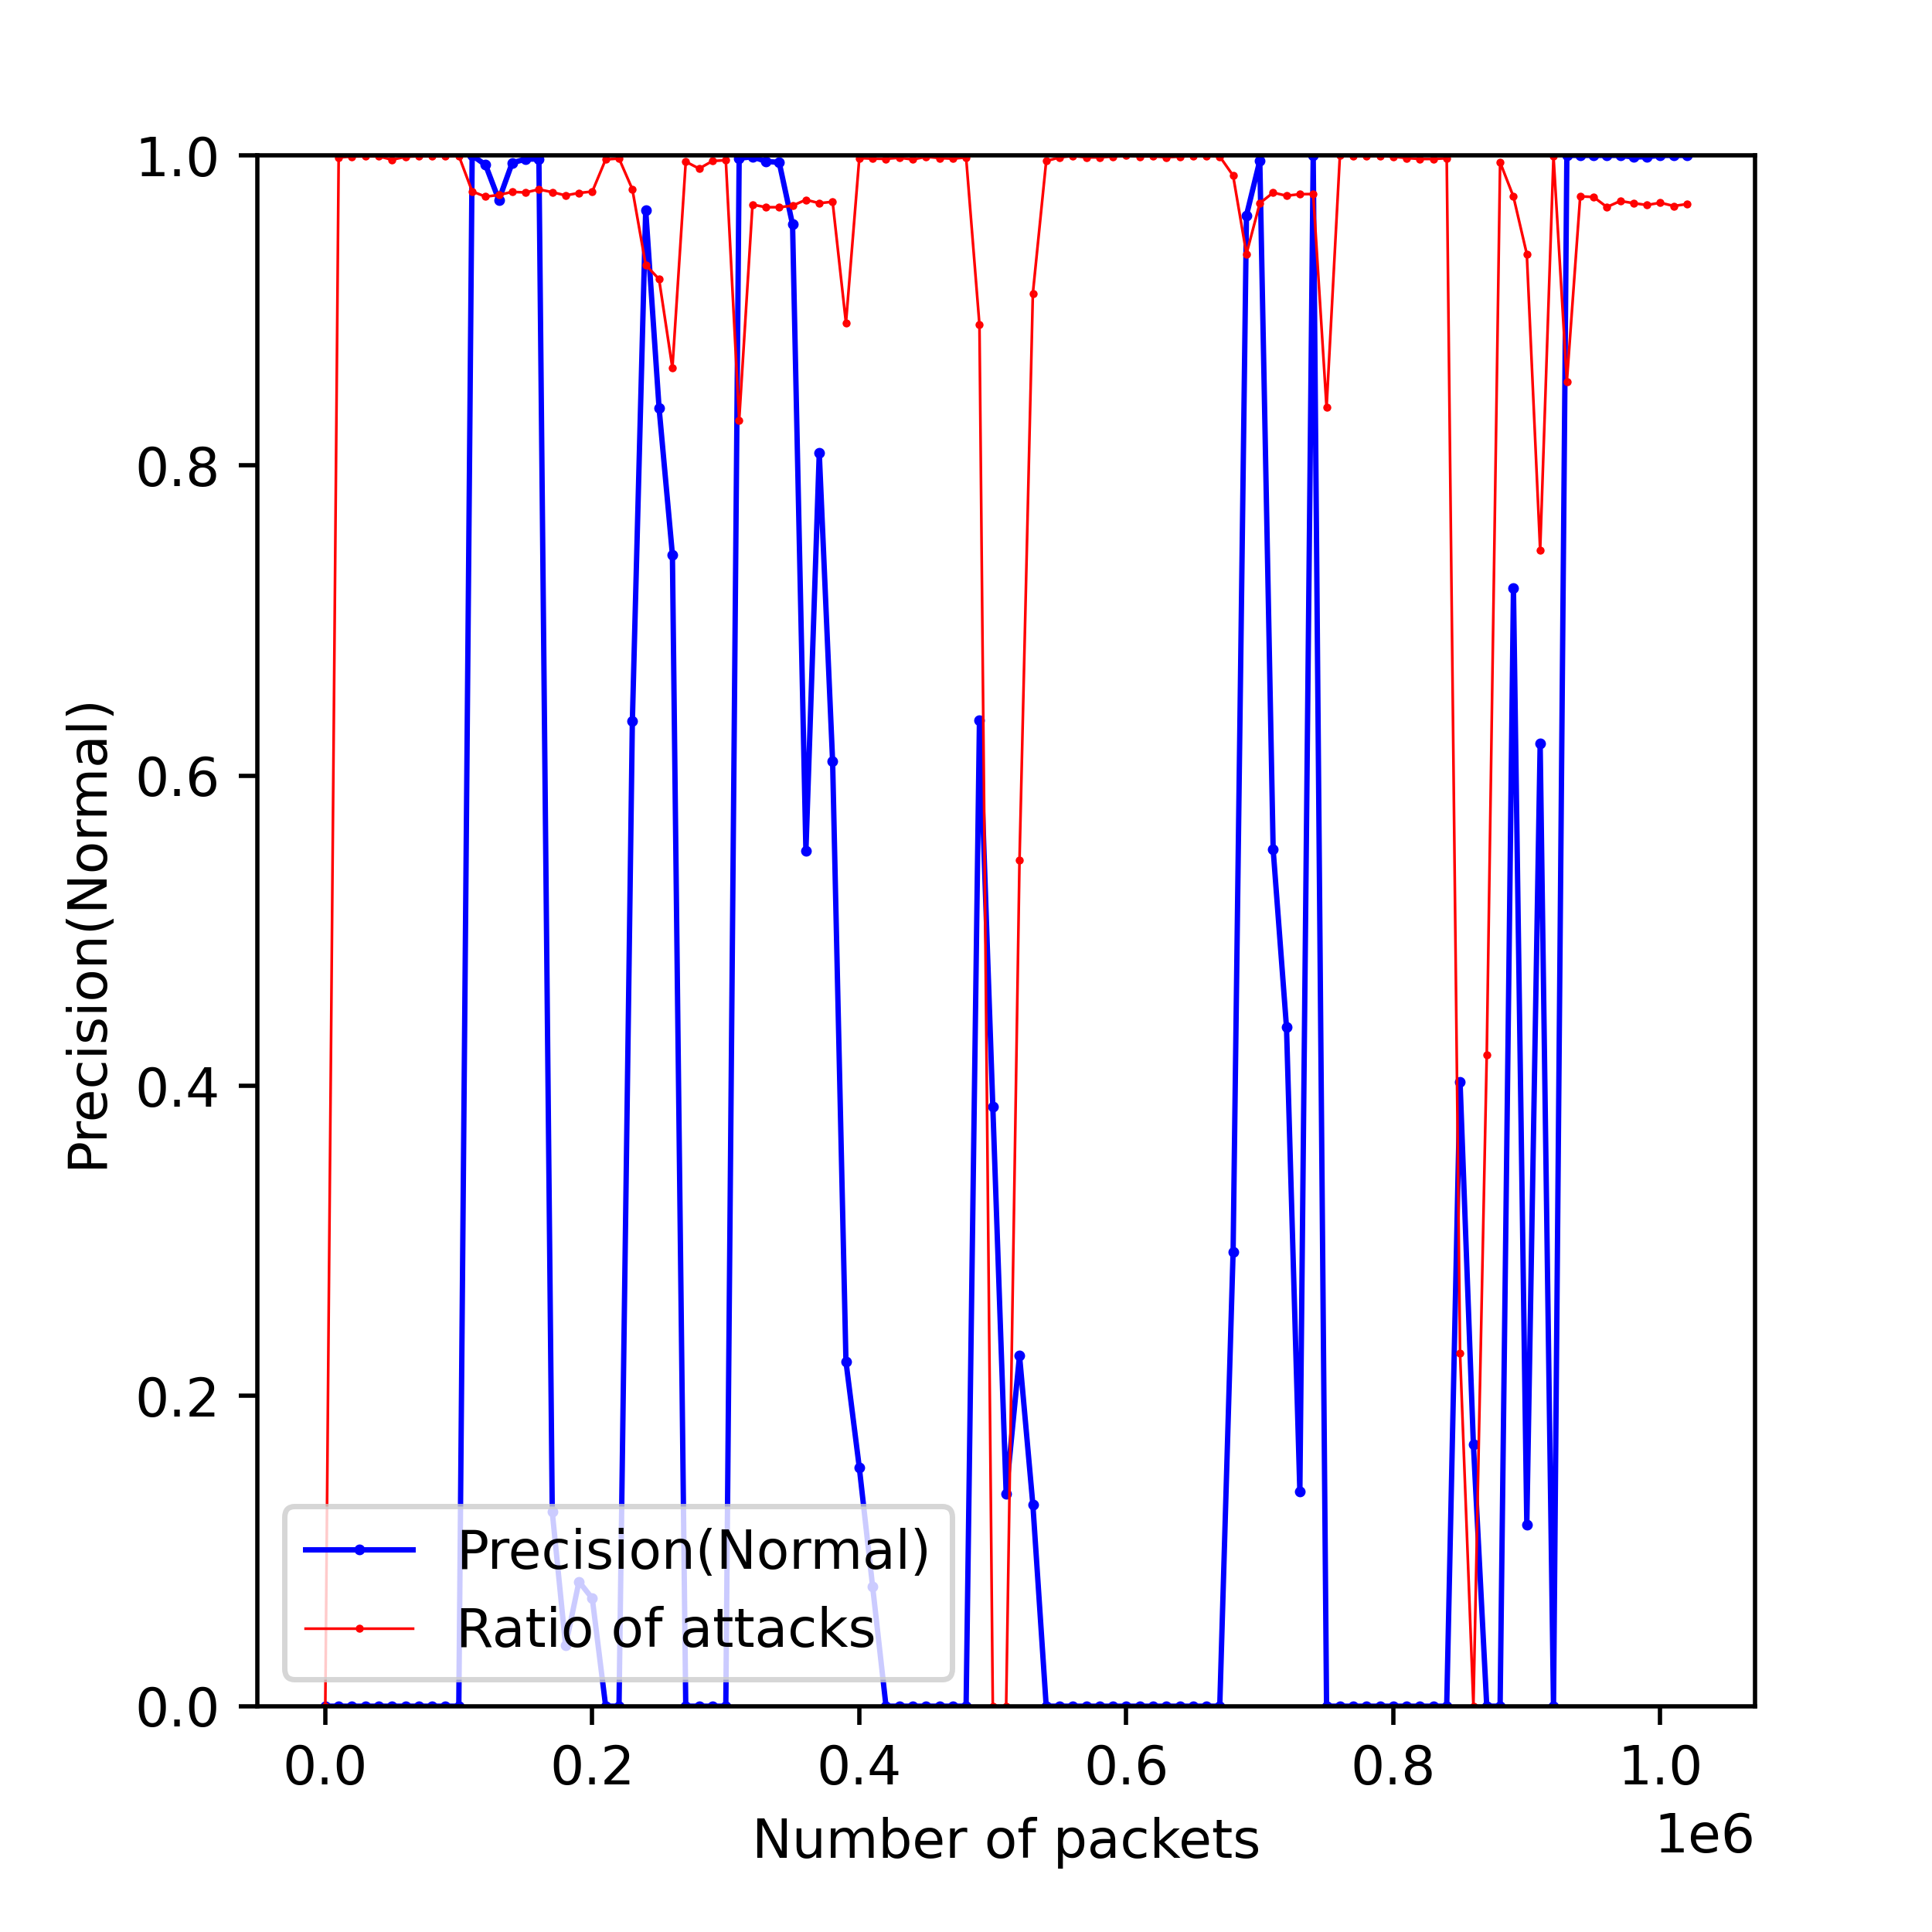 1.0
0.8
0.6
0.4
0.2
0.0
Precision(Normal)
Precision(Normal)
Ratio of attacks
0.0 0.2 0.4 0.6 0.8 1.0
1e6
Number of packets